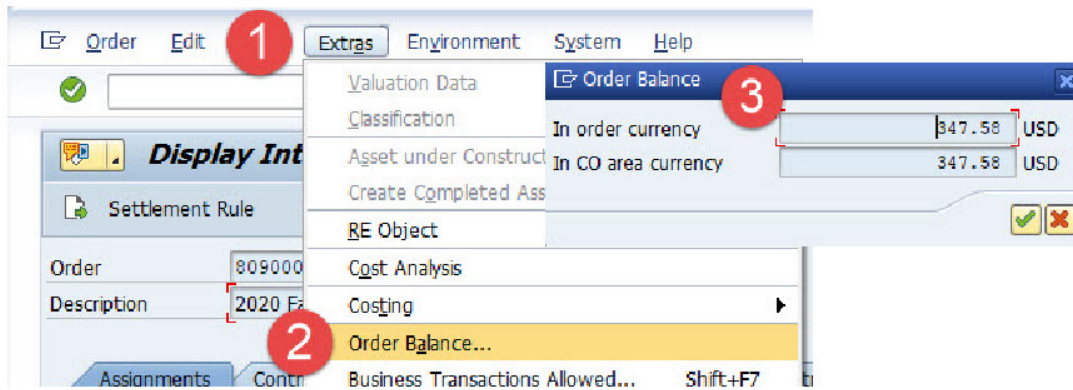 Order Edit 1 Extras Environment System Help
Valuation Data
Order Balance
3
Classification
In order currency 347.58 USD
Display Int
Asset under Construct
In CO area currency 347.58 USD
Create Completed Ass
Settlement Rule
RE Object
Order 809000
Cost Analysis
Description 2020 Fa
Costing
2 Order Balance...
Assignments Contr
Business Transactions Allowed... Shift+F7